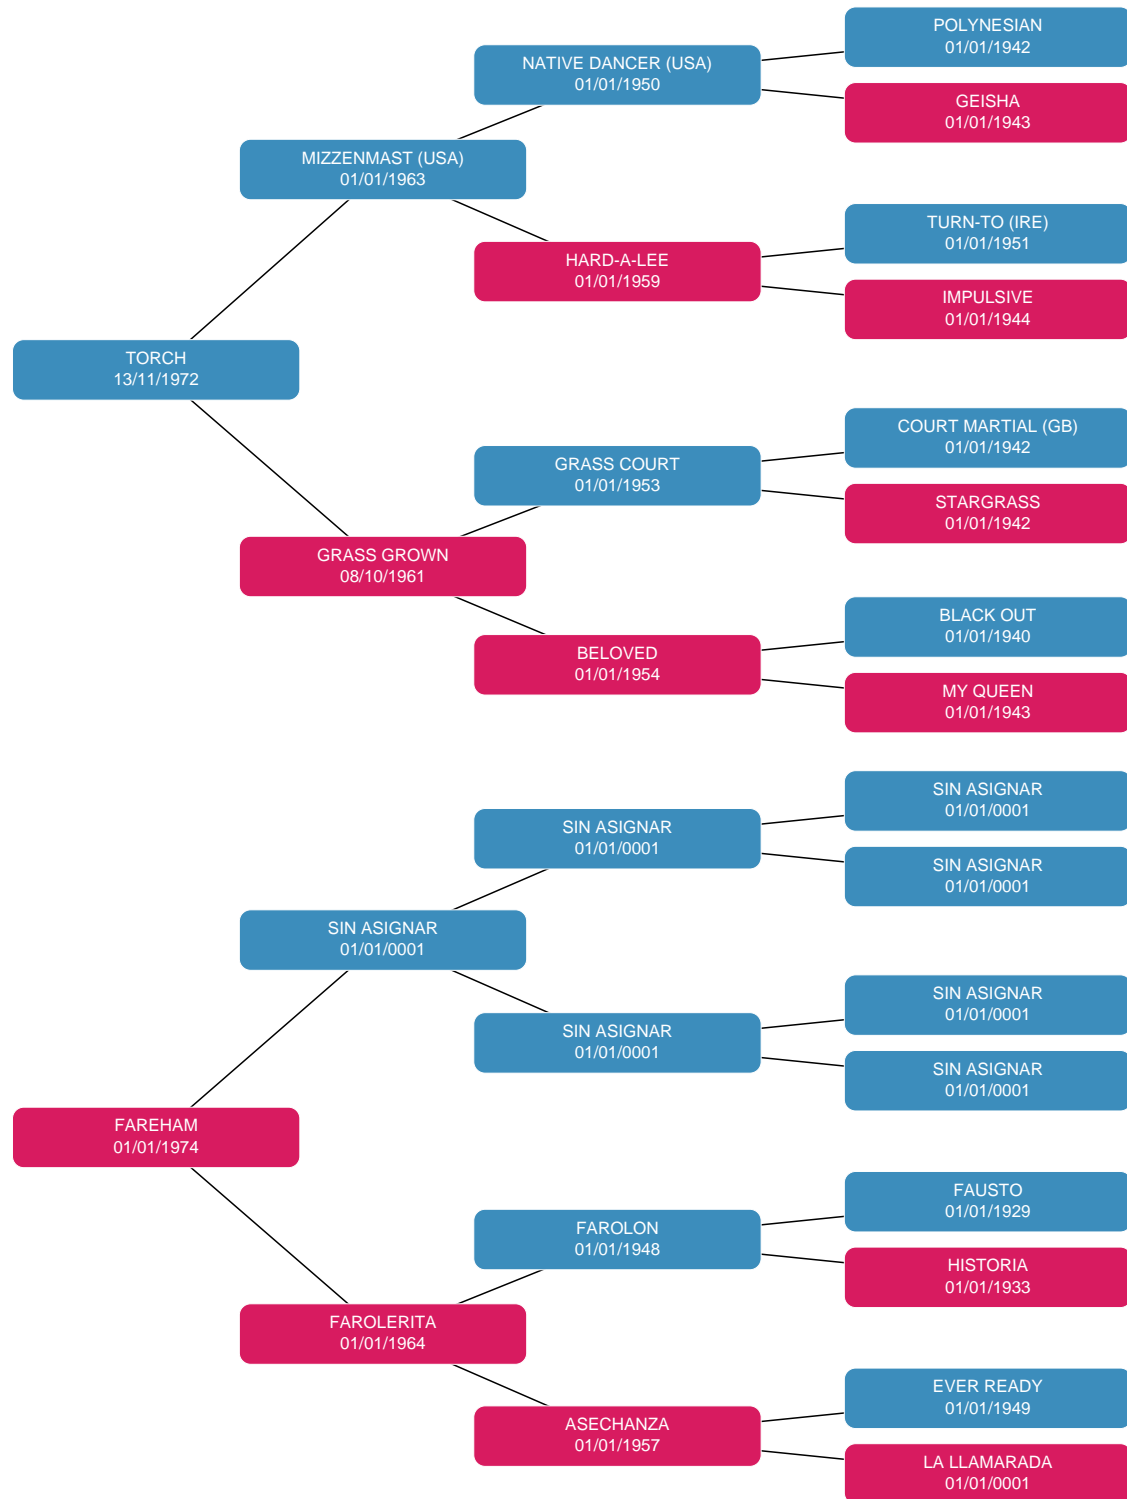 POLYNESIAN
01/01/1942
NATIVE DANCER (USA)
01/01/1950
GEISHA
01/01/1943
MIZZENMAST (USA)
01/01/1963
TURN-TO (IRE)
01/01/1951
HARD-A-LEE
01/01/1959
IMPULSIVE
01/01/1944
TORCH
13/11/1972
COURT MARTIAL (GB)
01/01/1942
GRASS COURT
01/01/1953
STARGRASS
01/01/1942
GRASS GROWN
08/10/1961
BLACK OUT
01/01/1940
BELOVED
01/01/1954
MY QUEEN
01/01/1943
SIN ASIGNAR
01/01/0001
SIN ASIGNAR
01/01/0001
SIN ASIGNAR
01/01/0001
SIN ASIGNAR
01/01/0001
SIN ASIGNAR
01/01/0001
SIN ASIGNAR
01/01/0001
SIN ASIGNAR
01/01/0001
FAREHAM
01/01/1974
FAUSTO
01/01/1929
FAROLON
01/01/1948
HISTORIA
01/01/1933
FAROLERITA
01/01/1964
EVER READY
01/01/1949
ASECHANZA
01/01/1957
LA LLAMARADA
01/01/0001